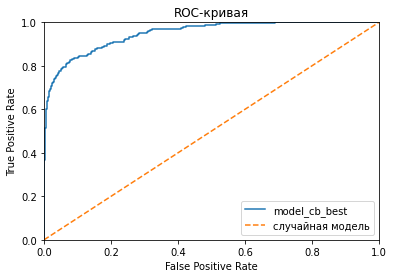 ROC-кривая
1.0
0.8
0.6
0.4
0.2
0.0
True Positive Rate
model_cb_best
случайная модель
0.0 0.2 0.4 0.6 0.8 1.0
False Positive Rate